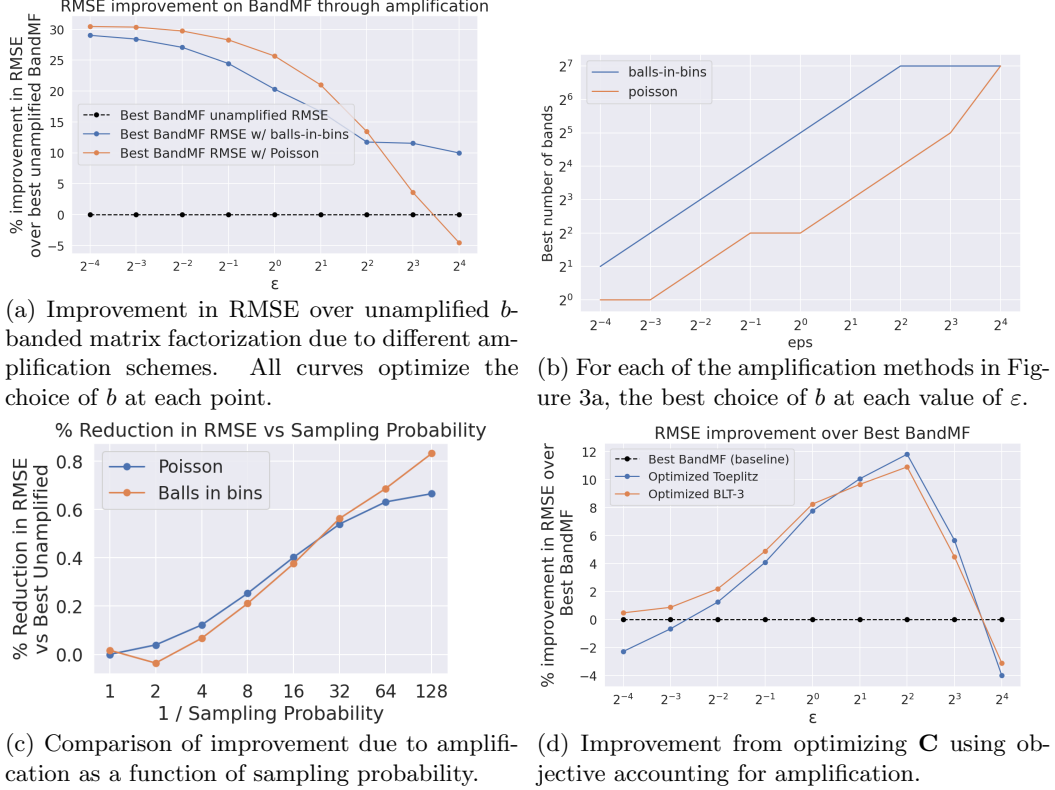 RMSE improvement on BandMF through amplification
% improvement in RMSE
over best unamplified BandMF
30
25
20
15
10
5
0
−5
Best BandMF unamplified RMSE
Best BandMF RMSE w/ balls-in-bins
Best BandMF RMSE w/ Poisson
2⁻⁴ 2⁻³ 2⁻² 2⁻¹ 2⁰ 2¹ 2² 2³ 2⁴
ε
(a) Improvement in RMSE over unamplified b-
banded matrix factorization due to different am-
plification schemes. All curves optimize the
choice of b at each point.
Best number of bands
2⁷
2⁶
2⁵
2⁴
2³
2²
2¹
2⁰
balls-in-bins
poisson
2⁻⁴ 2⁻³ 2⁻² 2⁻¹ 2⁰ 2¹ 2² 2³ 2⁴
eps
(b) For each of the amplification methods in Fig-
ure 3a, the best choice of b at each value of ε.
% Reduction in RMSE vs Sampling Probability
% Reduction in RMSE
vs Best Unamplified
0.8
0.6
0.4
0.2
0.0
Poisson
Balls in bins
1 2 4 8 16 32 64 128
1 / Sampling Probability
(c) Comparison of improvement due to amplifi-
cation as a function of sampling probability.
RMSE improvement over Best BandMF
% improvement in RMSE over
Best BandMF
12
10
8
6
4
2
0
−2
−4
Best BandMF (baseline)
Optimized Toeplitz
Optimized BLT-3
2⁻⁴ 2⁻³ 2⁻² 2⁻¹ 2⁰ 2¹ 2² 2³ 2⁴
ε
(d) Improvement from optimizing C using ob-
jective accounting for amplification.